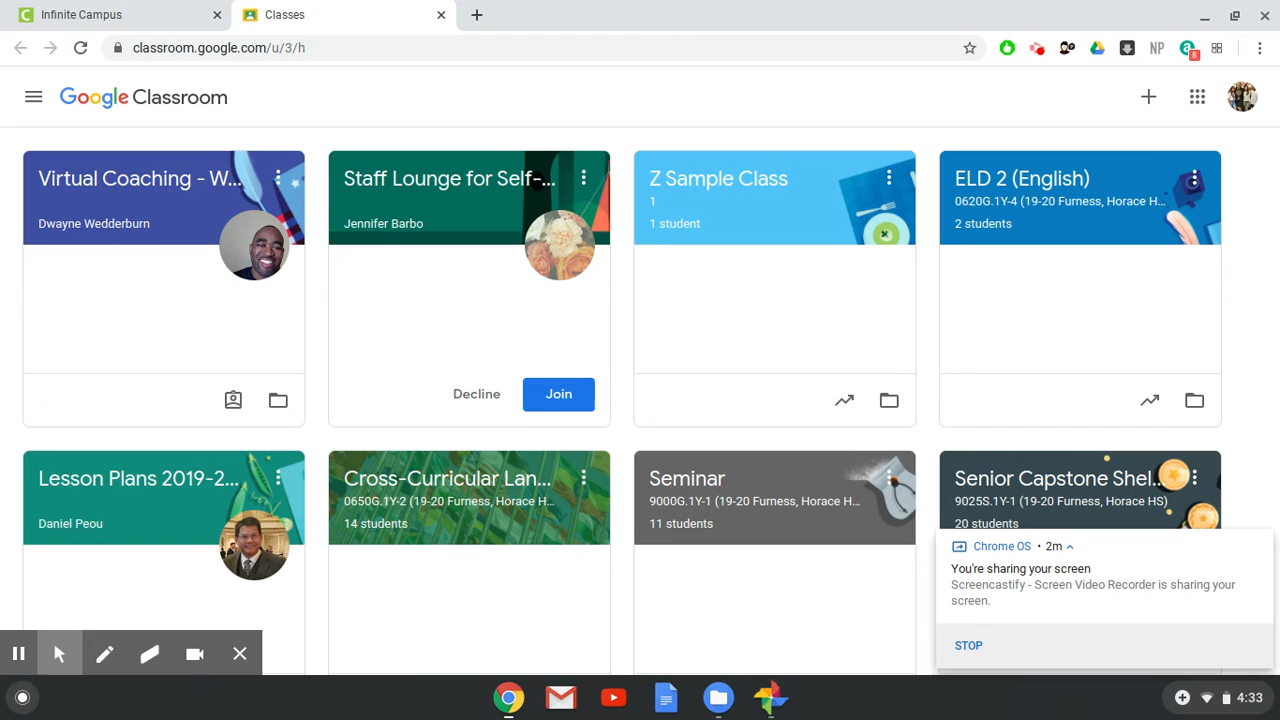 Infinite Campus
Classes
classroom.google.com/u/3/h
NP
8
Google Classroom
Virtual Coaching - W...
Dwayne Wedderburn
Staff Lounge for Self-...
Jennifer Barbo
Decline
Join
Z Sample Class
1
1 student
ELD 2 (English)
0620G.1Y-4 (19-20 Furness, Horace H...
2 students
Lesson Plans 2019-2...
Daniel Peou
Cross-Curricular Lan...
0650G.1Y-2 (19-20 Furness, Horace H...
14 students
Seminar
9000G.1Y-1 (19-20 Furness, Horace H...
11 students
Senior Capstone Shel...
9025S.1Y-1 (19-20 Furness, Horace HS)
20 students
Chrome OS • 2m
You're sharing your screen
Screencastify - Screen Video Recorder is sharing your
screen.
STOP
4:33